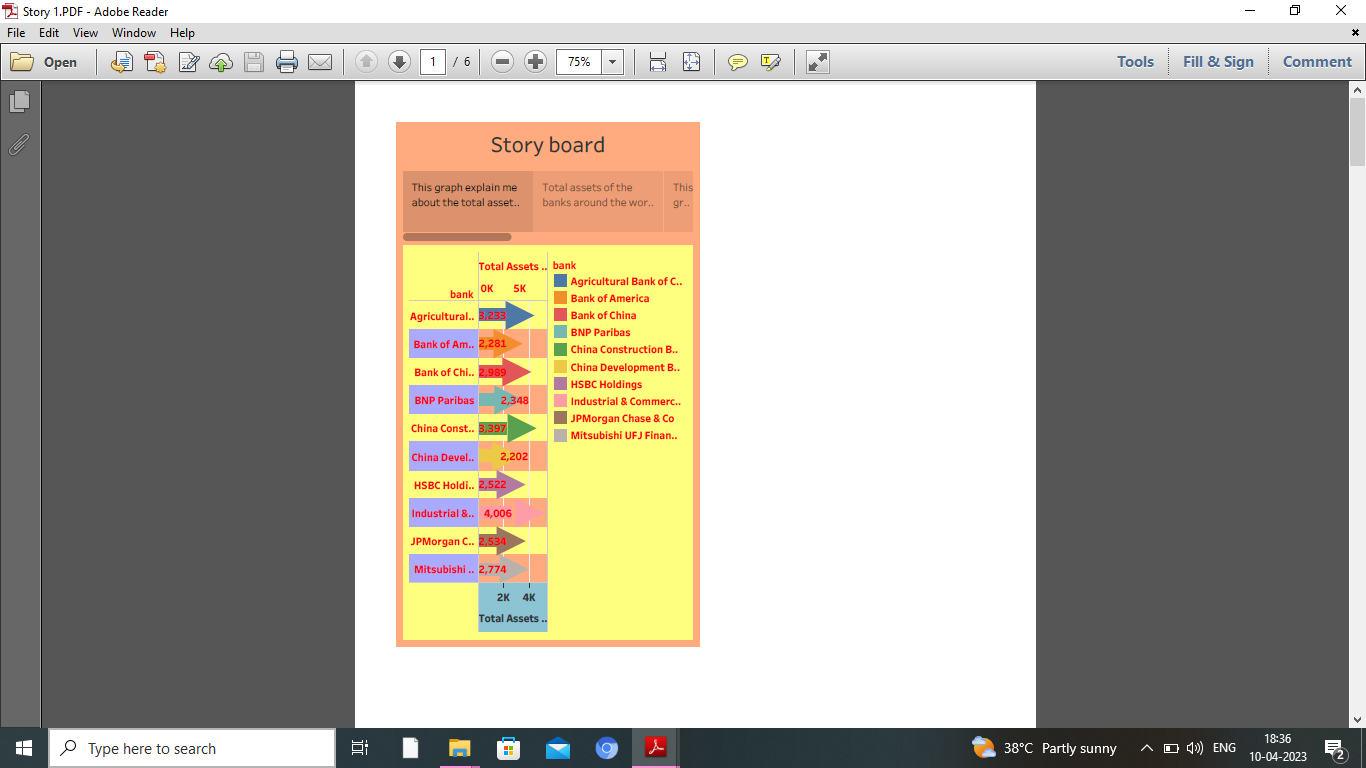 Story 1.PDF - Adobe Reader
File Edit View Window Help
Open 1 / 6 75% Tools Fill & Sign Comment
Story board
This graph explain me
about the total asset..
Total assets of the
banks around the wor..
This
gr..
Total Assets ..
0K 5K
bank
Agricultural.. 3,233
Bank of Am.. 2,281
Bank of Chi.. 2,989
BNP Paribas 2,348
China Const.. 3,397
China Devel.. 2,202
HSBC Holdi.. 2,522
Industrial &.. 4,006
JPMorgan C.. 2,534
Mitsubishi .. 2,774
2K 4K
Total Assets ..
bank
Agricultural Bank of C..
Bank of America
Bank of China
BNP Paribas
China Construction B..
China Development B..
HSBC Holdings
Industrial & Commerc..
JPMorgan Chase & Co
Mitsubishi UFJ Finan..
Type here to search
38°C Partly sunny
ENG
18:36
10-04-2023
2